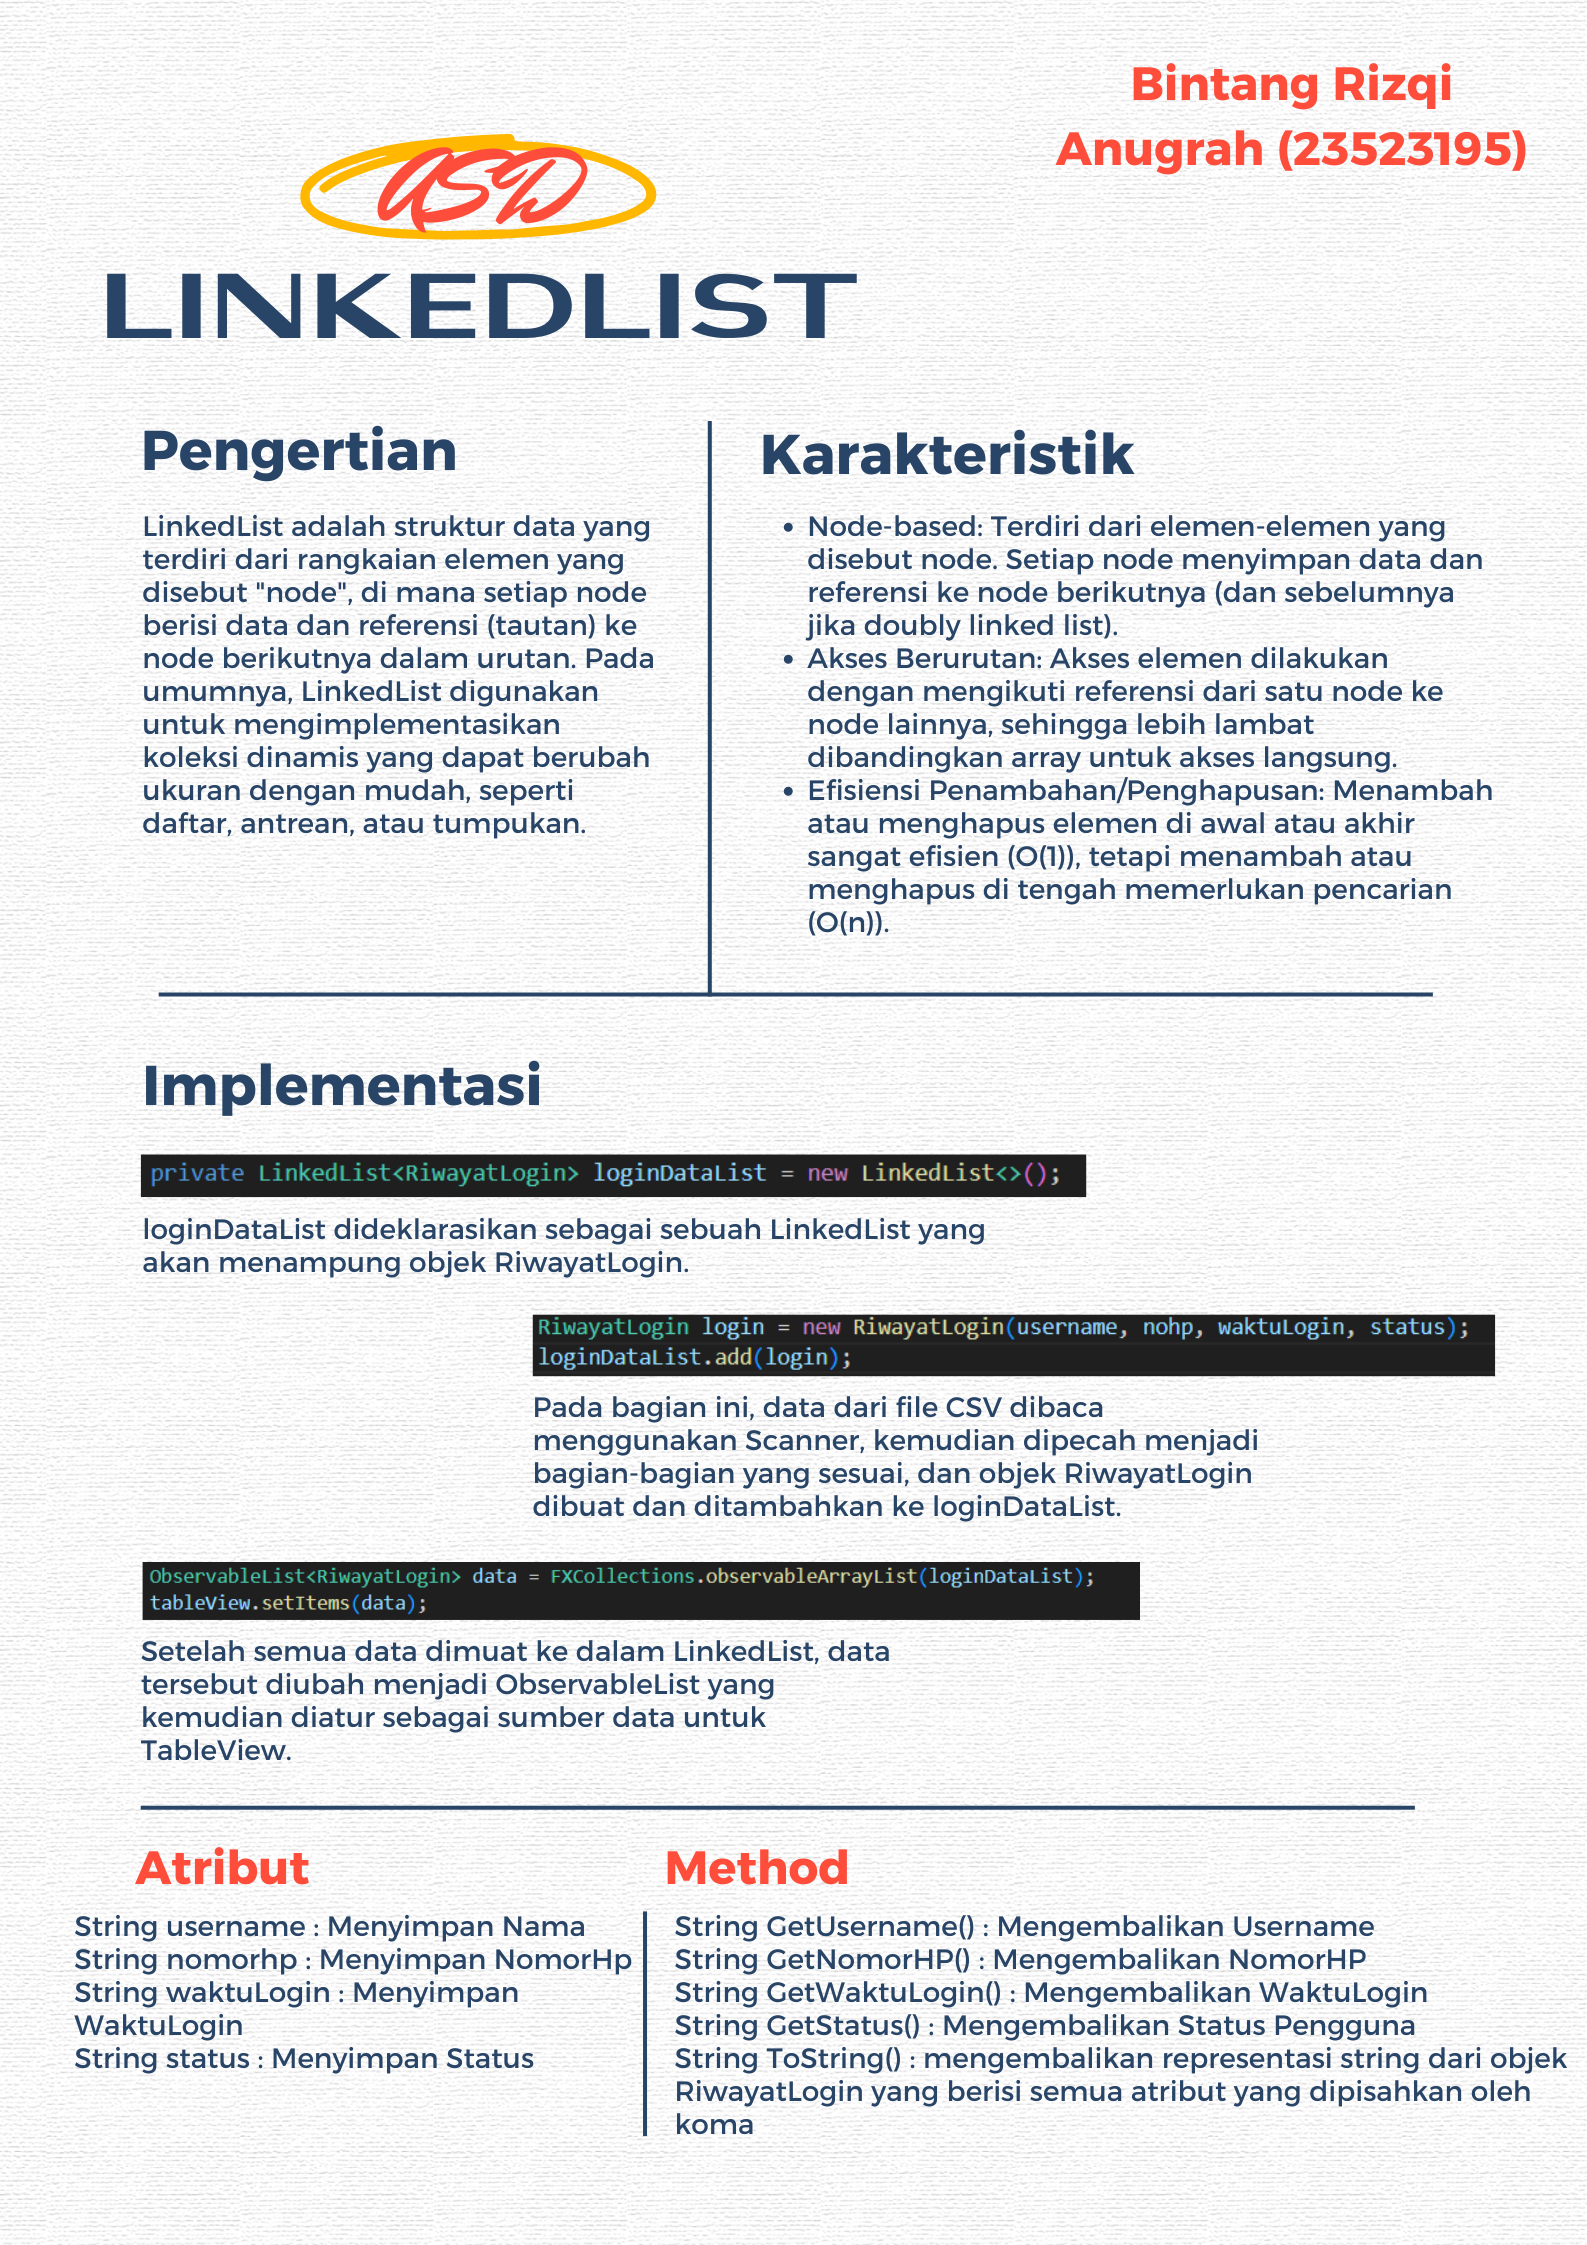 Bintang Rizqi
Anugrah (23523195)
ASD
LINKEDLIST
Pengertian
LinkedList adalah struktur data yang
terdiri dari rangkaian elemen yang
disebut "node", di mana setiap node
berisi data dan referensi (tautan) ke
node berikutnya dalam urutan. Pada
umumnya, LinkedList digunakan
untuk mengimplementasikan
koleksi dinamis yang dapat berubah
ukuran dengan mudah, seperti
daftar, antrean, atau tumpukan.
Karakteristik
• Node-based: Terdiri dari elemen-elemen yang
disebut node. Setiap node menyimpan data dan
referensi ke node berikutnya (dan sebelumnya
jika doubly linked list).
• Akses Berurutan: Akses elemen dilakukan
dengan mengikuti referensi dari satu node ke
node lainnya, sehingga lebih lambat
dibandingkan array untuk akses langsung.
• Efisiensi Penambahan/Penghapusan: Menambah
atau menghapus elemen di awal atau akhir
sangat efisien (O(1)), tetapi menambah atau
menghapus di tengah memerlukan pencarian
(O(n)).
Implementasi
private LinkedList<RiwayatLogin> loginDataList = new LinkedList<>();
loginDataList dideklarasikan sebagai sebuah LinkedList yang
akan menampung objek RiwayatLogin.
RiwayatLogin login = new RiwayatLogin(username, nohp, waktuLogin, status);
loginDataList.add(login);
Pada bagian ini, data dari file CSV dibaca
menggunakan Scanner, kemudian dipecah menjadi
bagian-bagian yang sesuai, dan objek RiwayatLogin
dibuat dan ditambahkan ke loginDataList.
ObservableList<RiwayatLogin> data = FXCollections.observableArrayList(loginDataList);
tableView.setItems(data);
Setelah semua data dimuat ke dalam LinkedList, data
tersebut diubah menjadi ObservableList yang
kemudian diatur sebagai sumber data untuk
TableView.
Atribut
String username : Menyimpan Nama
String nomorhp : Menyimpan NomorHp
String waktuLogin : Menyimpan
WaktuLogin
String status : Menyimpan Status
Method
String GetUsername() : Mengembalikan Username
String GetNomorHP() : Mengembalikan NomorHP
String GetWaktuLogin() : Mengembalikan WaktuLogin
String GetStatus() : Mengembalikan Status Pengguna
String ToString() : mengembalikan representasi string dari objek
RiwayatLogin yang berisi semua atribut yang dipisahkan oleh
koma